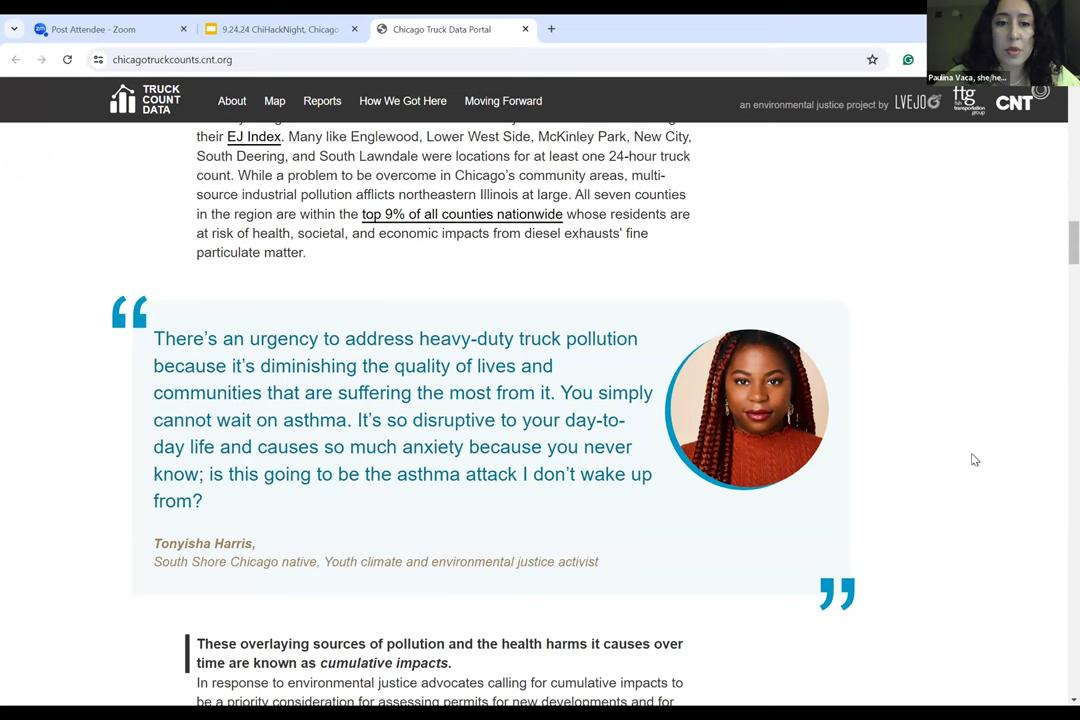 Post Attendee - Zoom
9.24.24 ChiHackNight, Chicago
Chicago Truck Data Portal
chicagotruckcounts.cnt.org
Paulina Vaca, she/he...
TRUCK
COUNT
DATA
About
Map
Reports
How We Got Here
Moving Forward
an environmental justice project by
LVEJO
ftg
fish
transportation
group
CNT
their EJ Index. Many like Englewood, Lower West Side, McKinley Park, New City,
South Deering, and South Lawndale were locations for at least one 24-hour truck
count. While a problem to be overcome in Chicago's community areas, multi-
source industrial pollution afflicts northeastern Illinois at large. All seven counties
in the region are within the top 9% of all counties nationwide whose residents are
at risk of health, societal, and economic impacts from diesel exhausts' fine
particulate matter.
“
There's an urgency to address heavy-duty truck pollution
because it's diminishing the quality of lives and
communities that are suffering the most from it. You simply
cannot wait on asthma. It's so disruptive to your day-to-
day life and causes so much anxiety because you never
know; is this going to be the asthma attack I don't wake up
from?
Tonyisha Harris,
South Shore Chicago native, Youth climate and environmental justice activist
”
These overlaying sources of pollution and the health harms it causes over
time are known as cumulative impacts.
In response to environmental justice advocates calling for cumulative impacts to
be a priority consideration for assessing permits for new developments and for